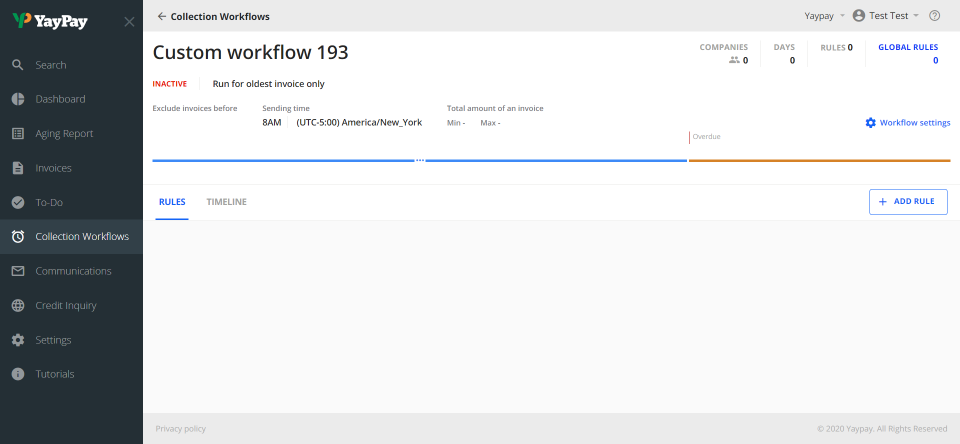 YayPay
Search
Dashboard
Aging Report
Invoices
To-Do
Collection Workflows
Communications
Credit Inquiry
Settings
Tutorials
Collection Workflows
Yaypay
Test Test
Custom workflow 193
COMPANIES
0
DAYS
0
RULES 0
GLOBAL RULES
0
INACTIVE
Run for oldest invoice only
Exclude invoices before
Sending time
8AM (UTC-5:00) America/New_York
Total amount of an invoice
Min - Max -
Workflow settings
Overdue
RULES
TIMELINE
+ ADD RULE
Privacy policy
© 2020 Yaypay. All Rights Reserved